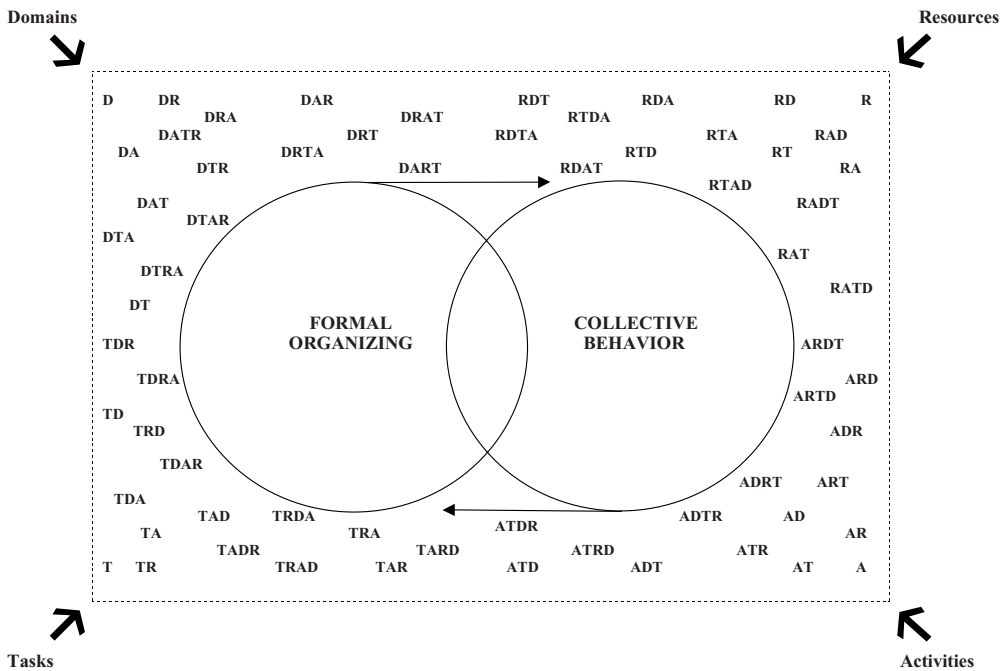 Domains Resources
D DR DAR RDT RDA RD R
DRA DRAT RTDA
DATR DRT RDTA RTA RAD
DA DRTA RTD RT
DTR DART RDAT RA
RTAD
DAT RADT
DTAR
DTA
RAT
DTRA
RATD
DT
FORMAL COLLECTIVE
ORGANIZING BEHAVIOR
TDR ARDT
TDRA ARD
ARTD
TD
TRD ADR
TDAR
ADRT ART
TDA
TAD TRDA ADTR AD
ATDR
TA TRA AR
TADR TARD ATRD ATR
T TR TRAD TAR ATD ADT AT A
Tasks Activities